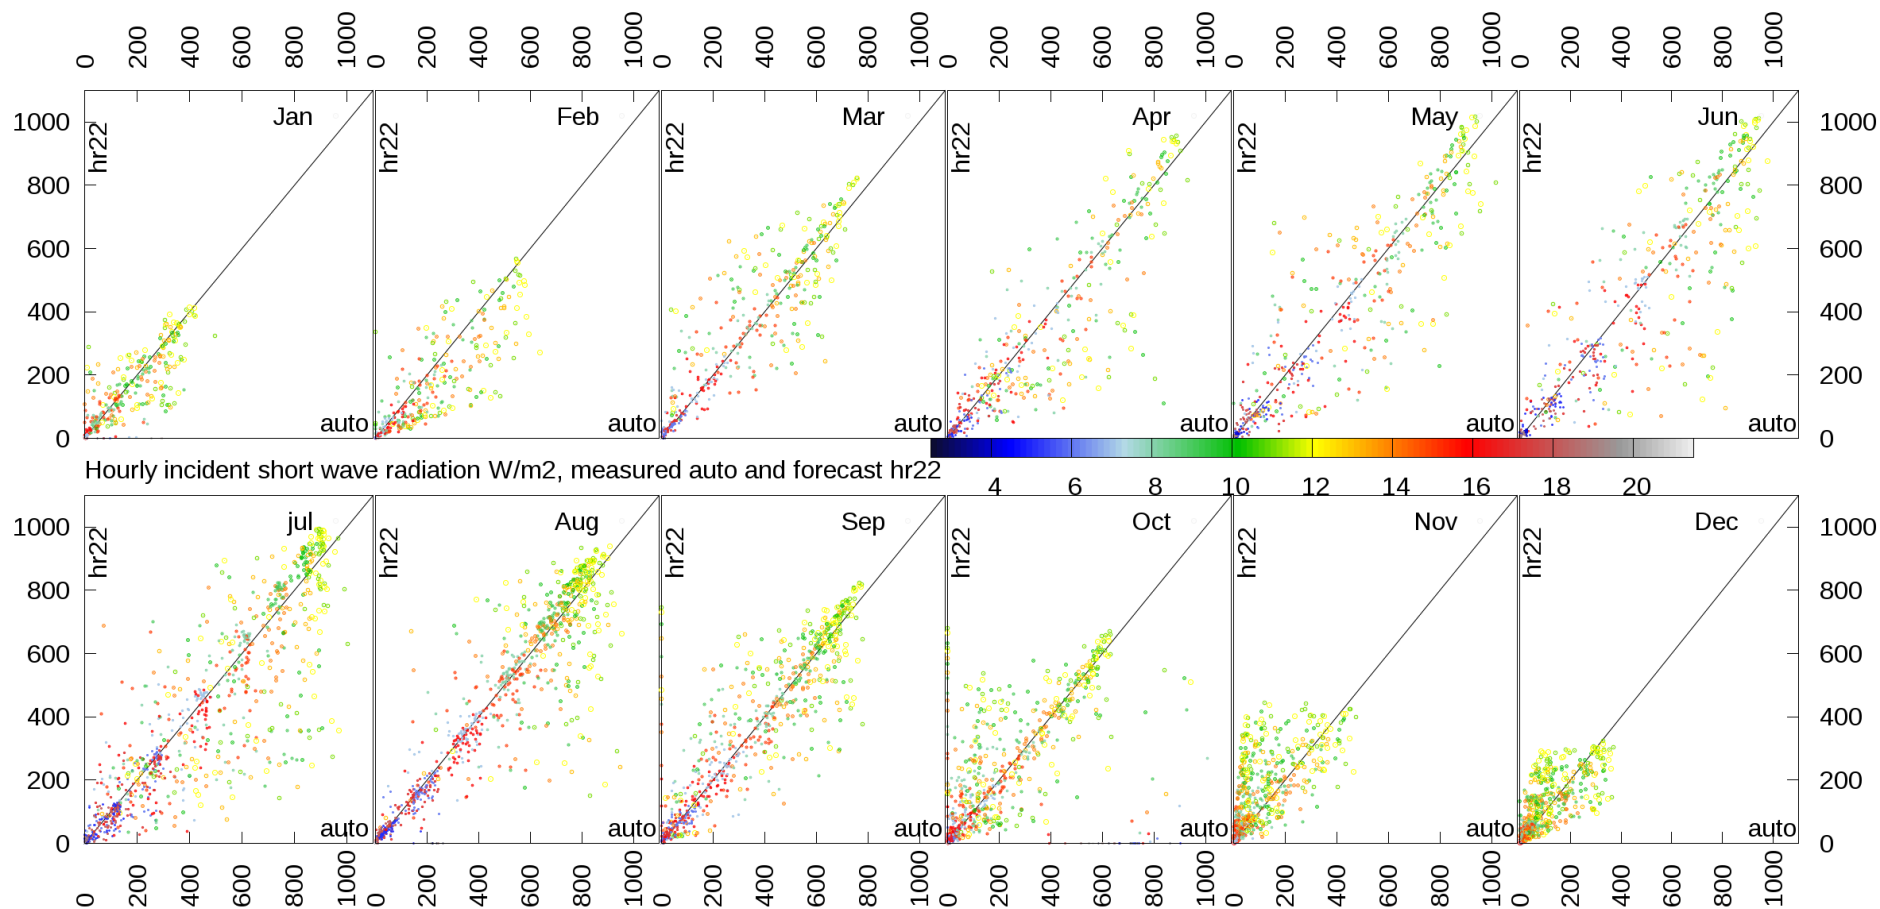 0 200 400 600 800 1000 0 200 400 600 800 1000 0 200 400 600 800 1000 0 200 400 600 800 1000 0 200 400 600 800 1000 0 200 400 600 800 1000
Jan Feb Mar Apr May Jun
hr22 hr22 hr22 hr22 hr22 hr22
1000 1000
800 800
600 600
400 400
200 200
auto auto auto auto auto auto
0 0
Hourly incident short wave radiation W/m2, measured auto and forecast hr22
4 6 8 10 12 14 16 18 20
jul Aug Sep Oct Nov Dec
hr22 hr22 hr22 hr22 hr22 hr22
1000 1000
800 800
600 600
400 400
200 200
auto auto auto auto auto auto
0 0
0 200 400 600 800 1000 0 200 400 600 800 1000 0 200 400 600 800 1000 0 200 400 600 800 1000 0 200 400 600 800 1000 0 200 400 600 800 1000